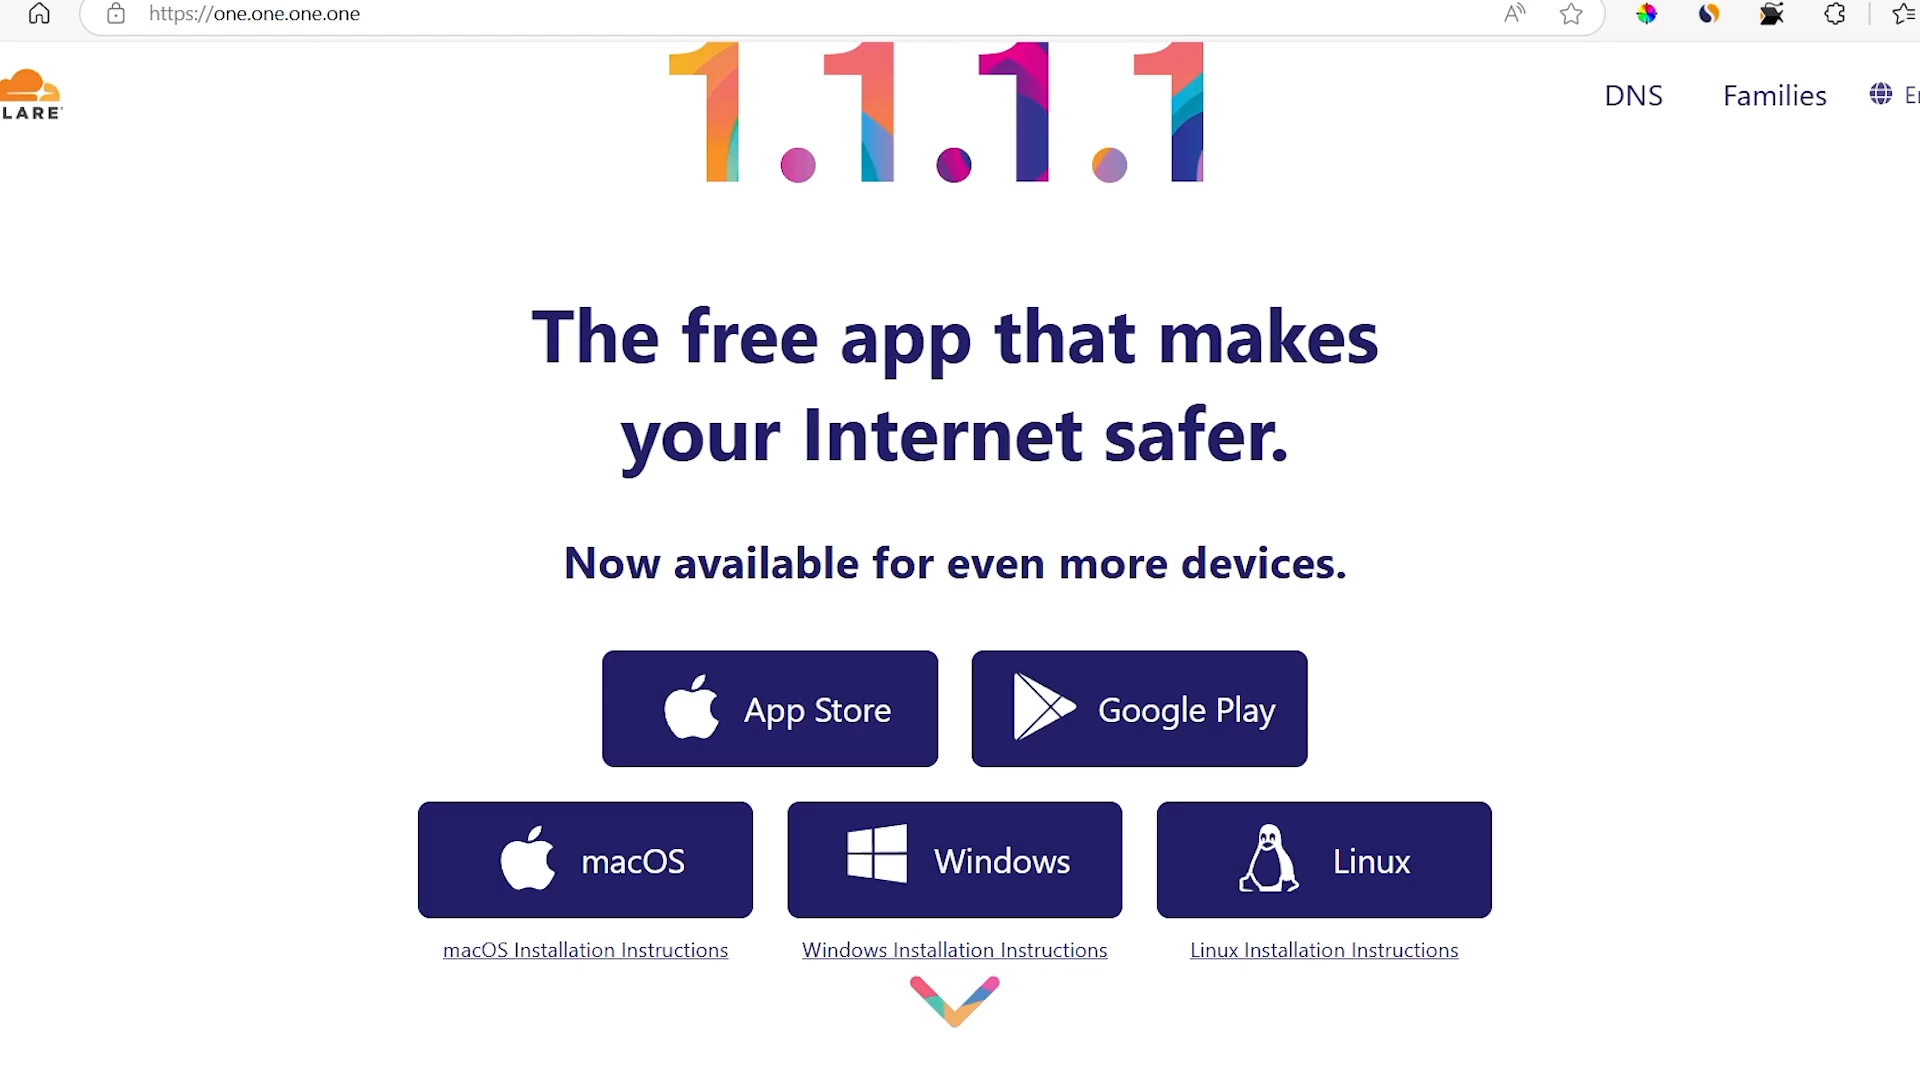 https://one.one.one.one
LARE
1.1.1.1
DNS
Families
The free app that makes
your Internet safer.
Now available for even more devices.
App Store
Google Play
macOS
Windows
Linux
macOS Installation Instructions
Windows Installation Instructions
Linux Installation Instructions